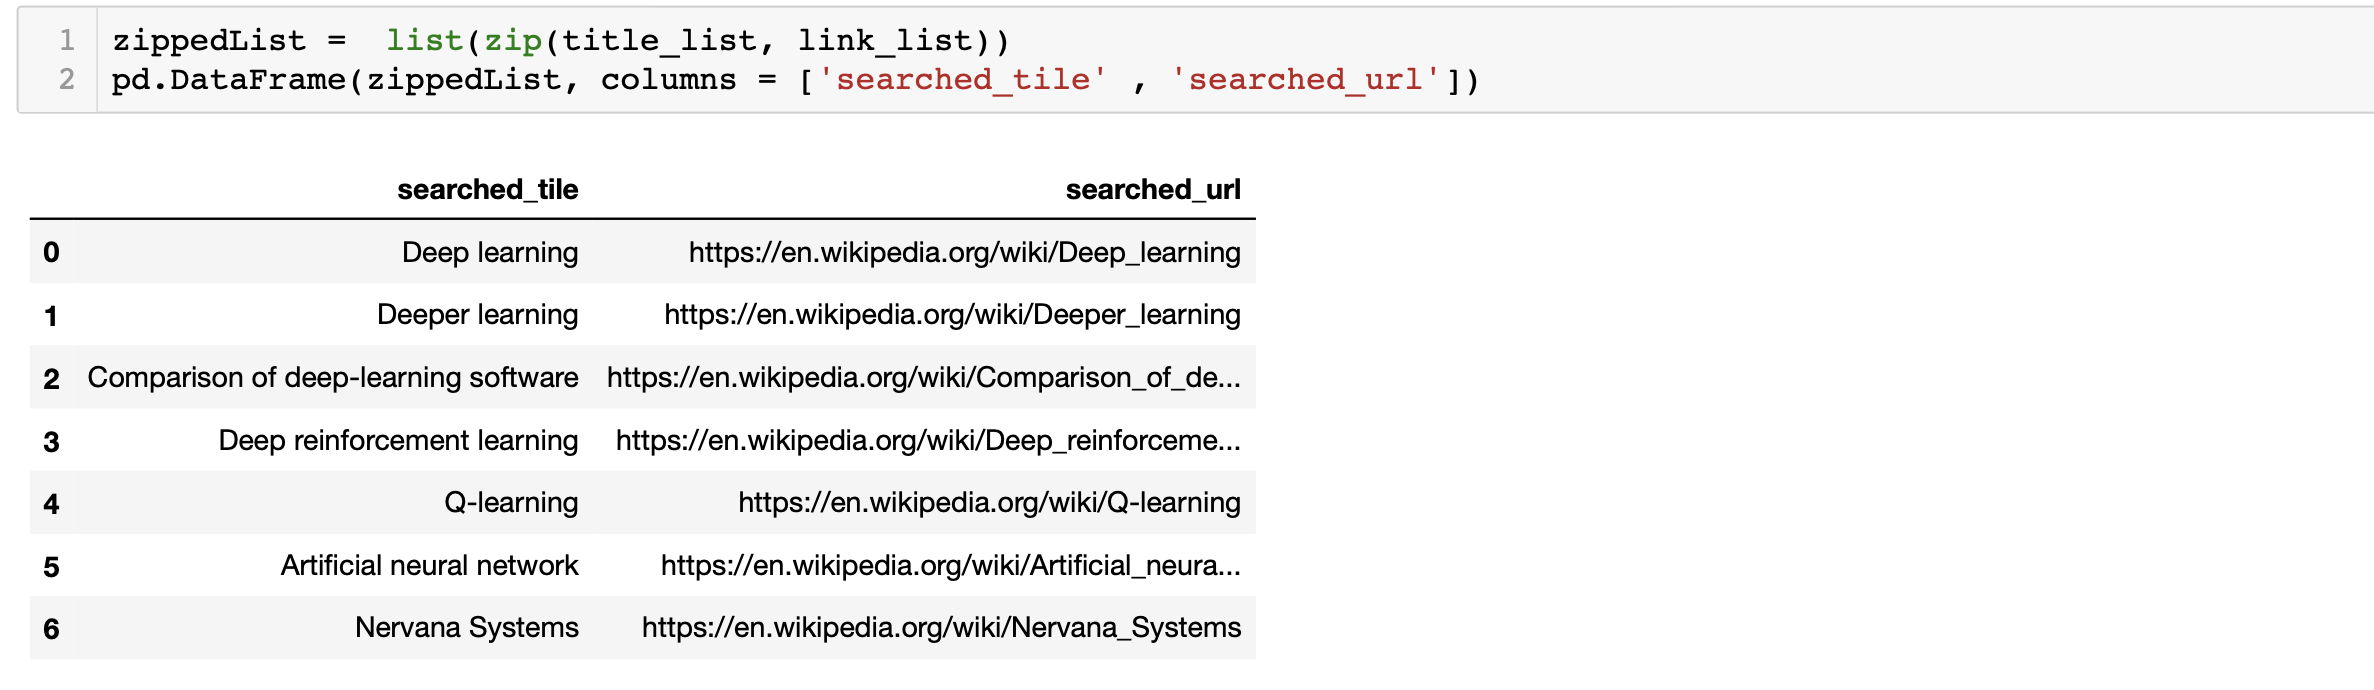 1 zippedList =  list(zip(title_list, link_list))
2 pd.DataFrame(zippedList, columns = ['searched_tile' , 'searched_url'])
searched_tile searched_url
0 Deep learning https://en.wikipedia.org/wiki/Deep_learning
1 Deeper learning https://en.wikipedia.org/wiki/Deeper_learning
2 Comparison of deep-learning software https://en.wikipedia.org/wiki/Comparison_of_de...
3 Deep reinforcement learning https://en.wikipedia.org/wiki/Deep_reinforceme...
4 Q-learning https://en.wikipedia.org/wiki/Q-learning
5 Artificial neural network https://en.wikipedia.org/wiki/Artificial_neura...
6 Nervana Systems https://en.wikipedia.org/wiki/Nervana_Systems